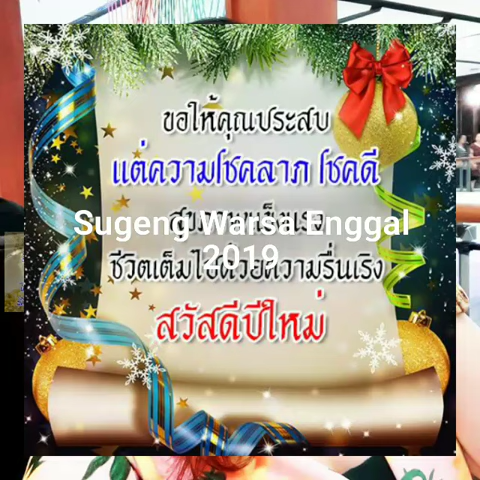 ขอให้คุณประสบ
แต่ความโชคลาภ โชคดี
Sugeng Warsa Enggal
2019
ชีวิตเต็มไปด้วยความรื่นเริง
สวัสดีปีใหม่